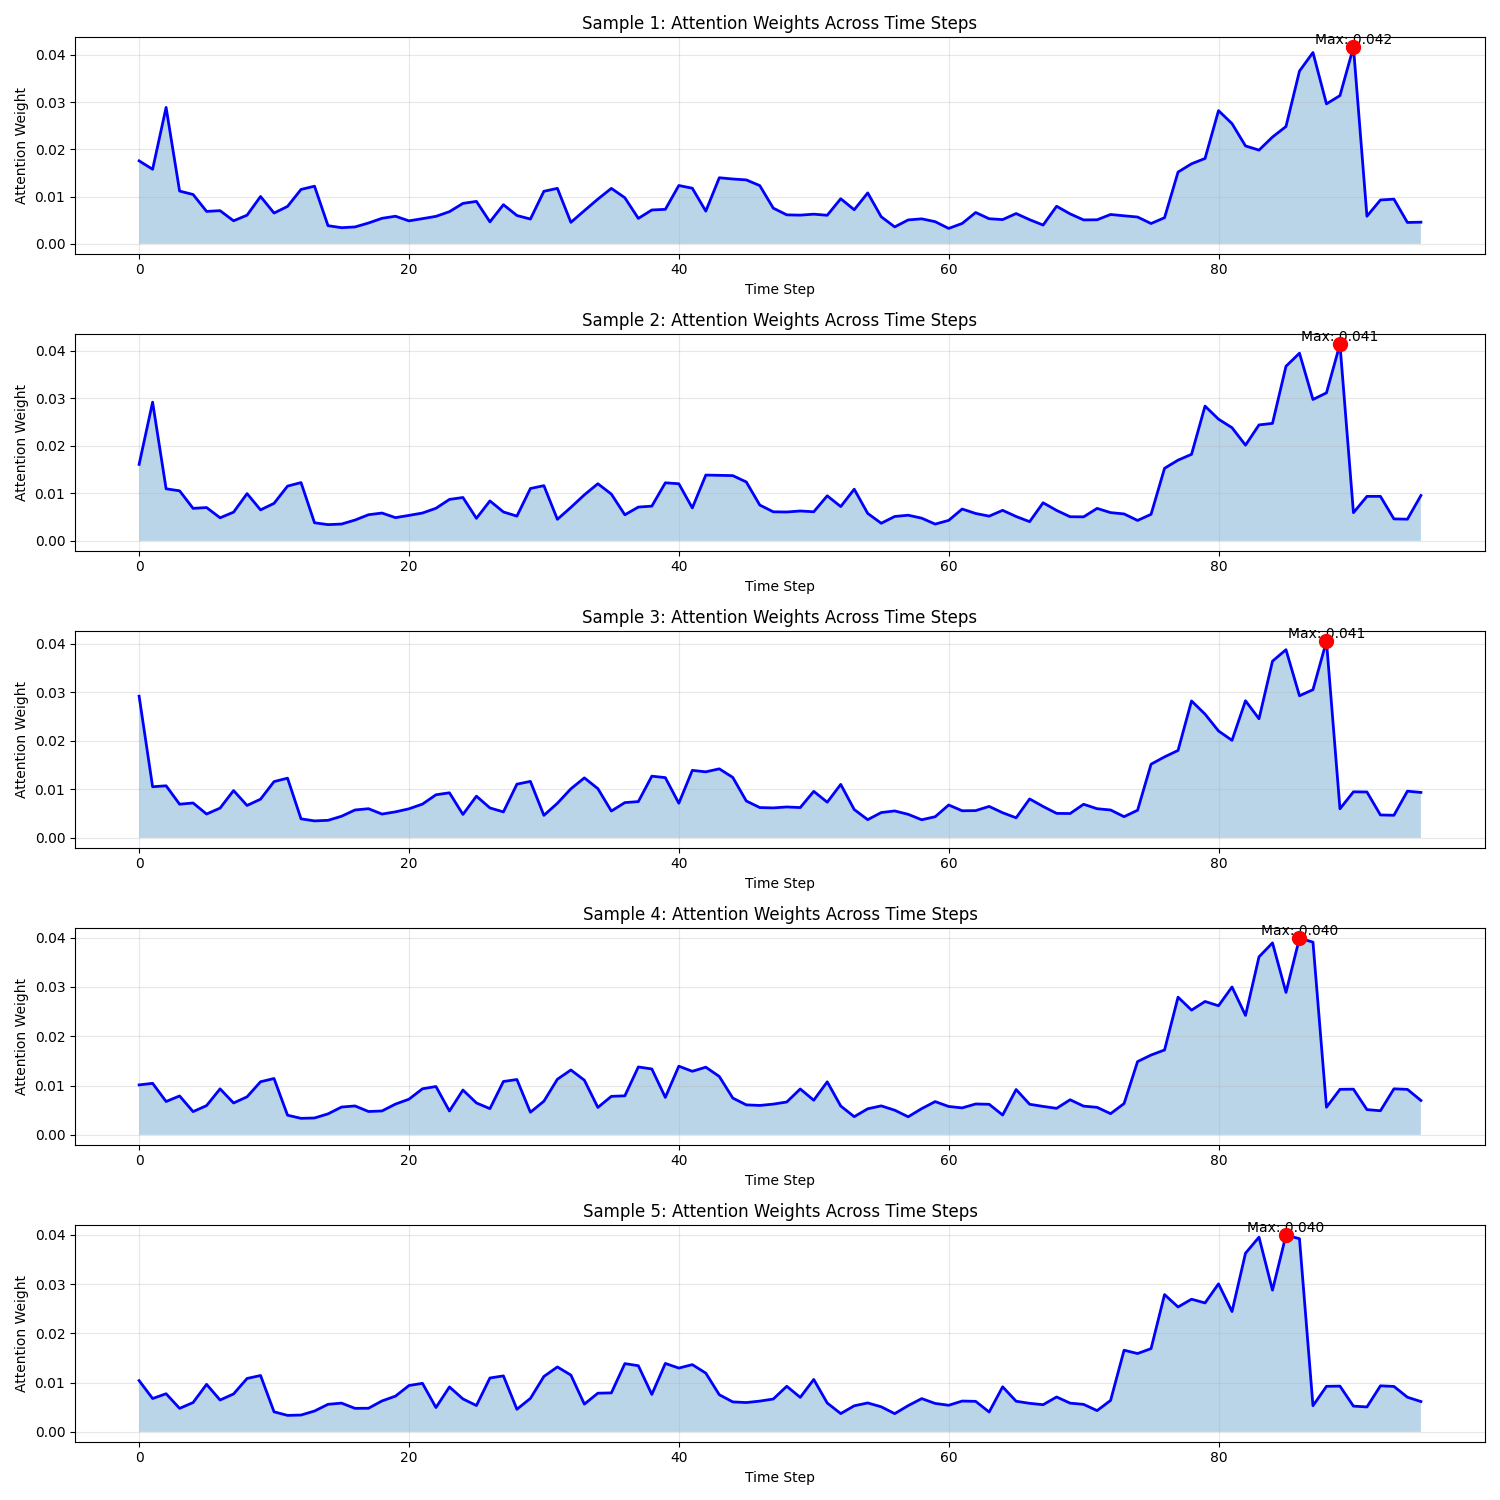 Sample 1: Attention Weights Across Time Steps
Max: 0.042
0.04
0.03
0.02
0.01
0.00
Attention Weight
0 20 40 60 80
Time Step
Sample 2: Attention Weights Across Time Steps
Max: 0.041
0.04
0.03
0.02
0.01
0.00
Attention Weight
0 20 40 60 80
Time Step
Sample 3: Attention Weights Across Time Steps
Max: 0.041
0.04
0.03
0.02
0.01
0.00
Attention Weight
0 20 40 60 80
Time Step
Sample 4: Attention Weights Across Time Steps
Max: 0.040
0.04
0.03
0.02
0.01
0.00
Attention Weight
0 20 40 60 80
Time Step
Sample 5: Attention Weights Across Time Steps
Max: 0.040
0.04
0.03
0.02
0.01
0.00
Attention Weight
0 20 40 60 80
Time Step